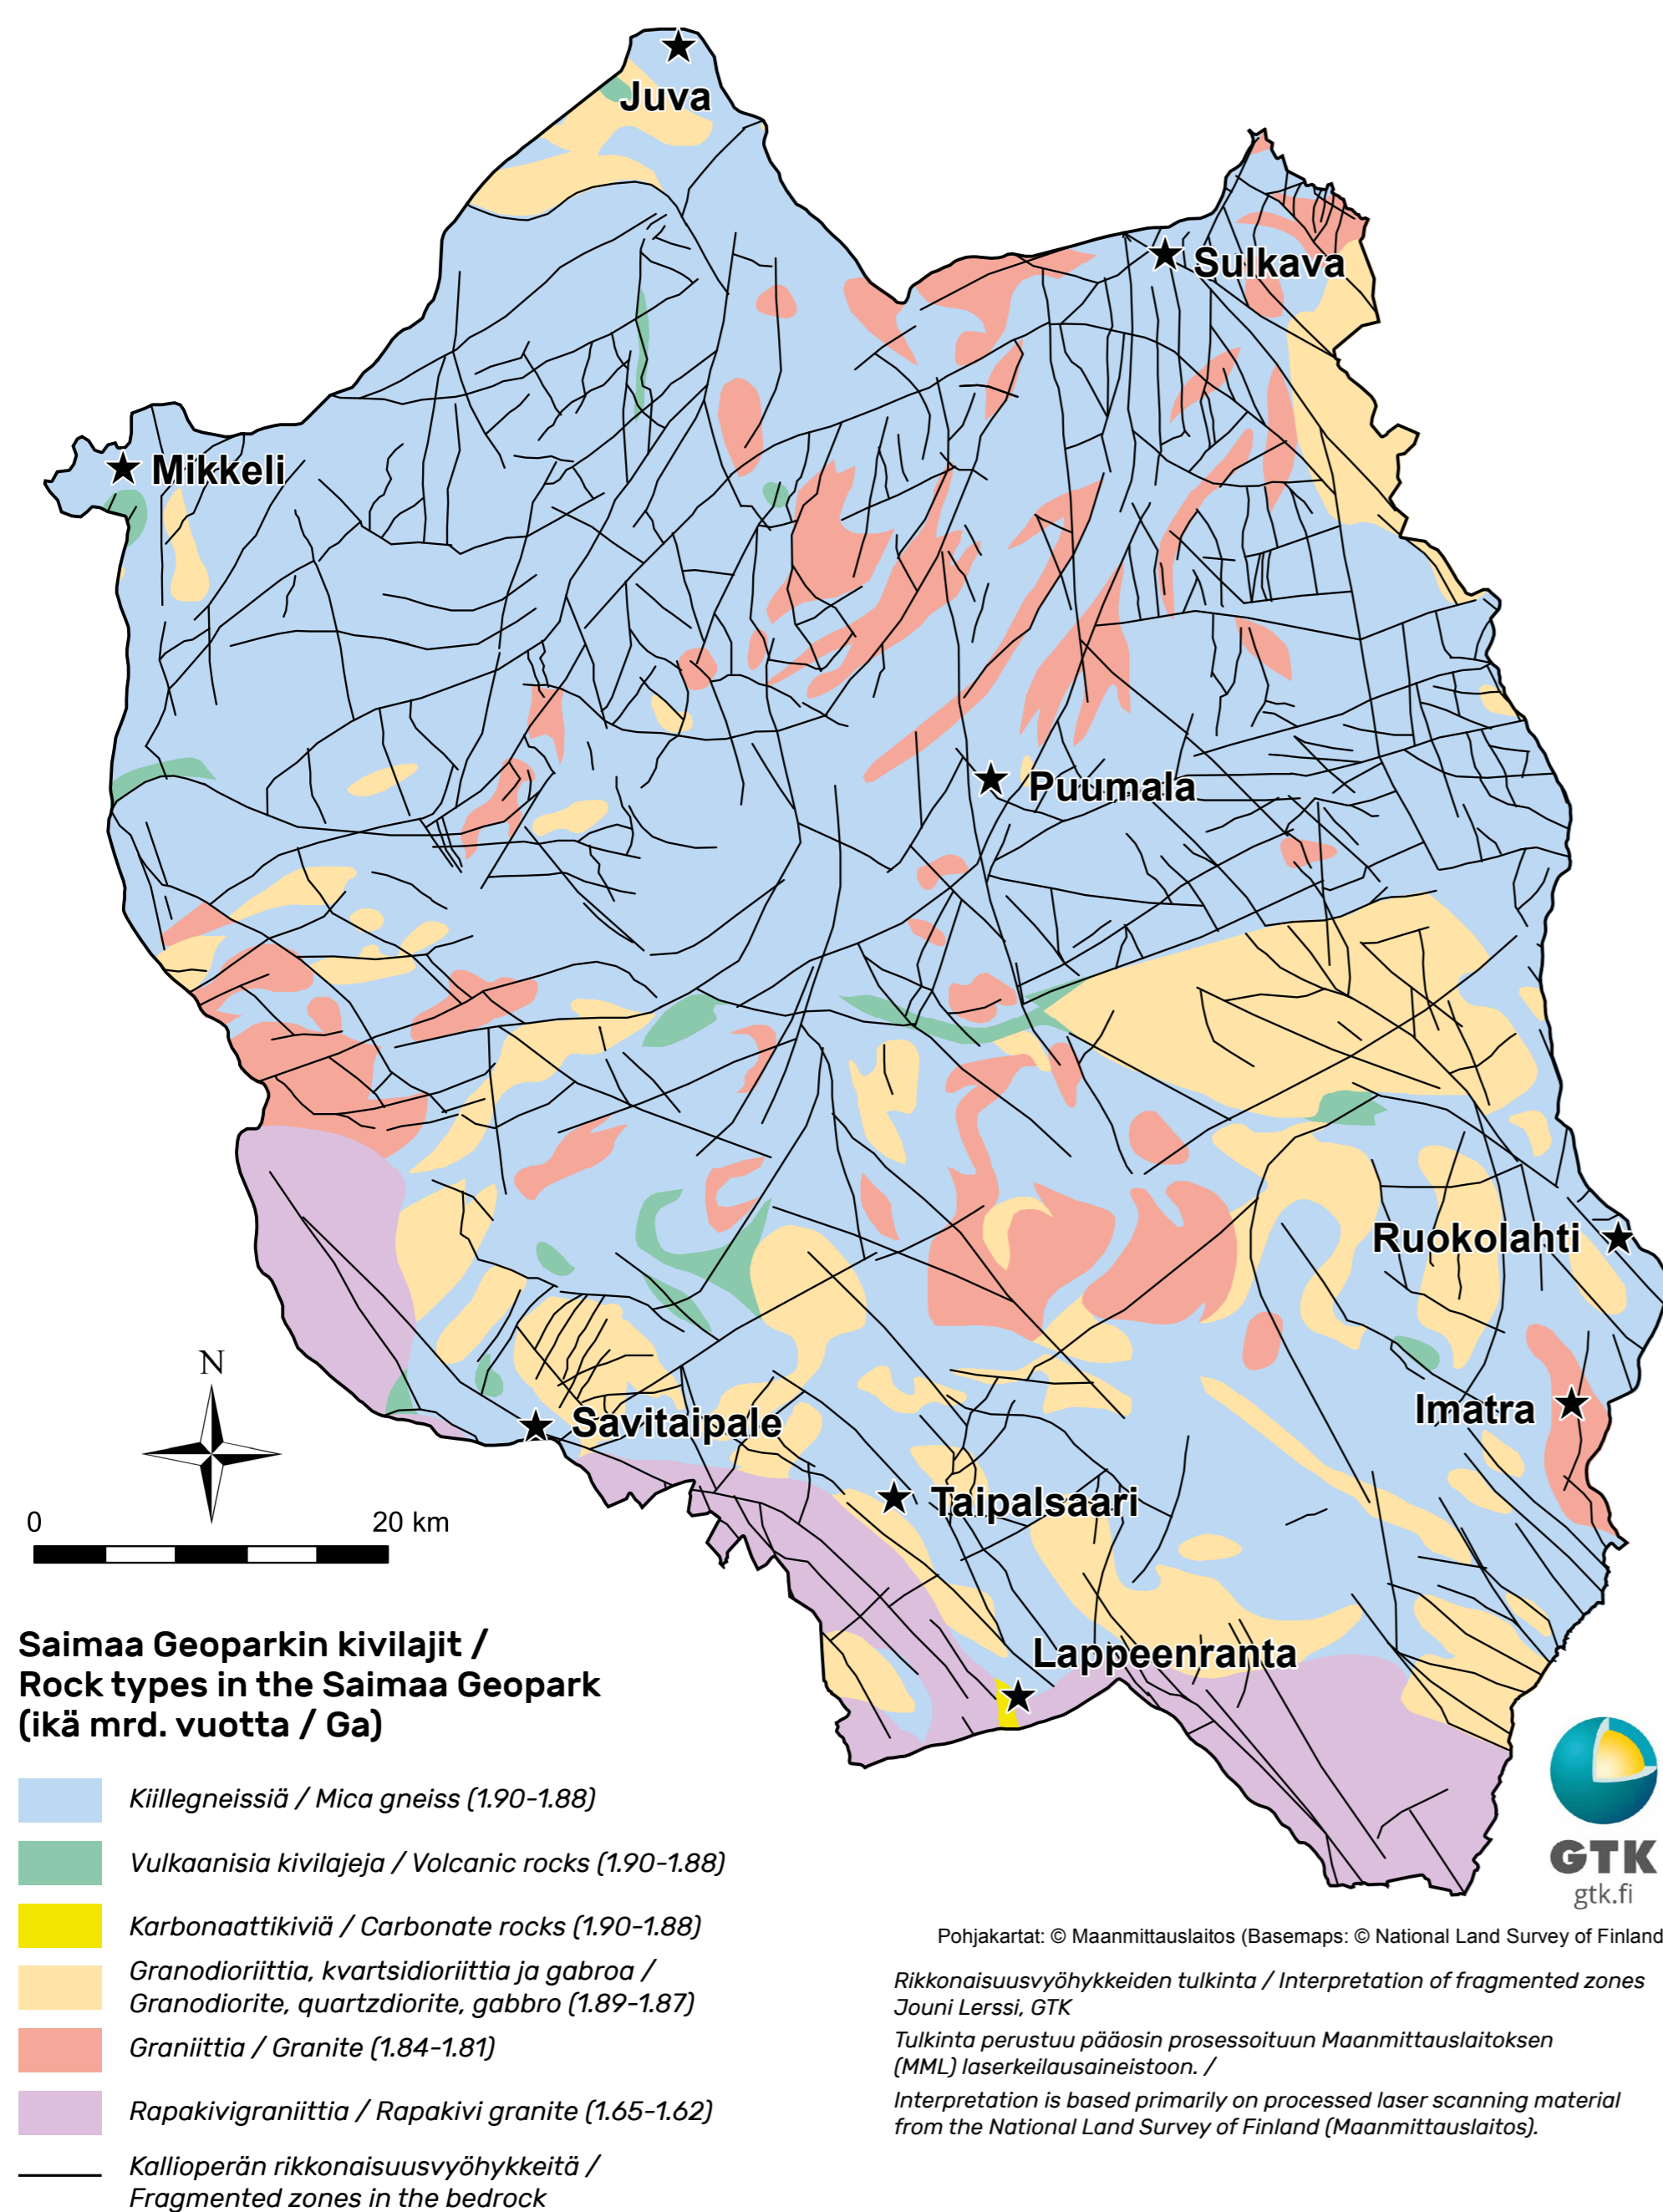 Juva
Sulkava
Mikkeli
Puumala
Ruokolahti
Imatra
Savitaipale
Taipalsaari
Lappeenranta
N
0 20 km
Saimaa Geoparkin kivilajit /
Rock types in the Saimaa Geopark
(ikä mrd. vuotta / Ga)
Kiillegneissiä / Mica gneiss (1.90-1.88)
Vulkaanisia kivilajeja / Volcanic rocks (1.90-1.88)
Karbonaattikiviä / Carbonate rocks (1.90-1.88)
Granodioriittia, kvartsidioriittia ja gabroa /
Granodiorite, quartzdiorite, gabbro (1.89-1.87)
Graniittia / Granite (1.84-1.81)
Rapakivigraniittia / Rapakivi granite (1.65-1.62)
Kallioperän rikkonaisuusvyöhykkeitä /
Fragmented zones in the bedrock
GTK
gtk.fi
Pohjakartat: © Maanmittauslaitos (Basemaps: © National Land Survey of Finland
Rikkonaisuusvyöhykkeiden tulkinta / Interpretation of fragmented zones
Jouni Lerssi, GTK
Tulkinta perustuu pääosin prosessoituun Maanmittauslaitoksen
(MML) laserkeilausaineistoon. /
Interpretation is based primarily on processed laser scanning material
from the National Land Survey of Finland (Maanmittauslaitos).